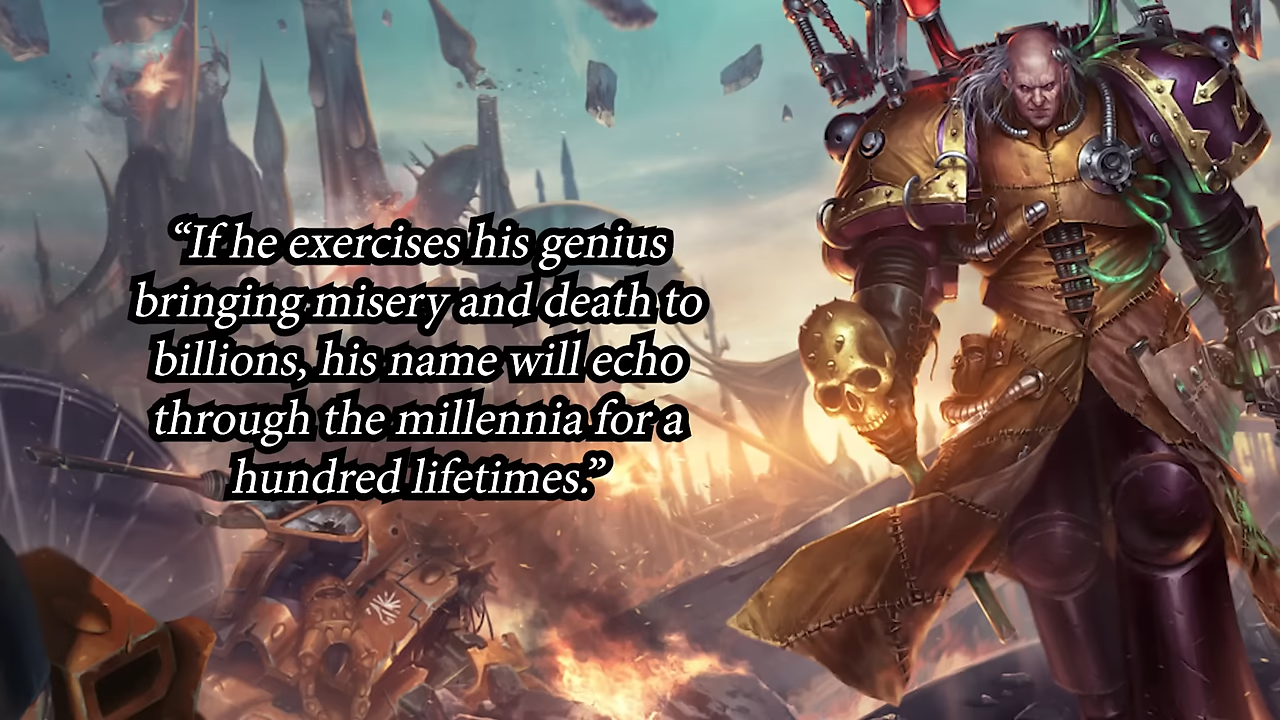 “If he exercises his genius
bringing misery and death to
billions, his name will echo
through the millennia for a
hundred lifetimes.”